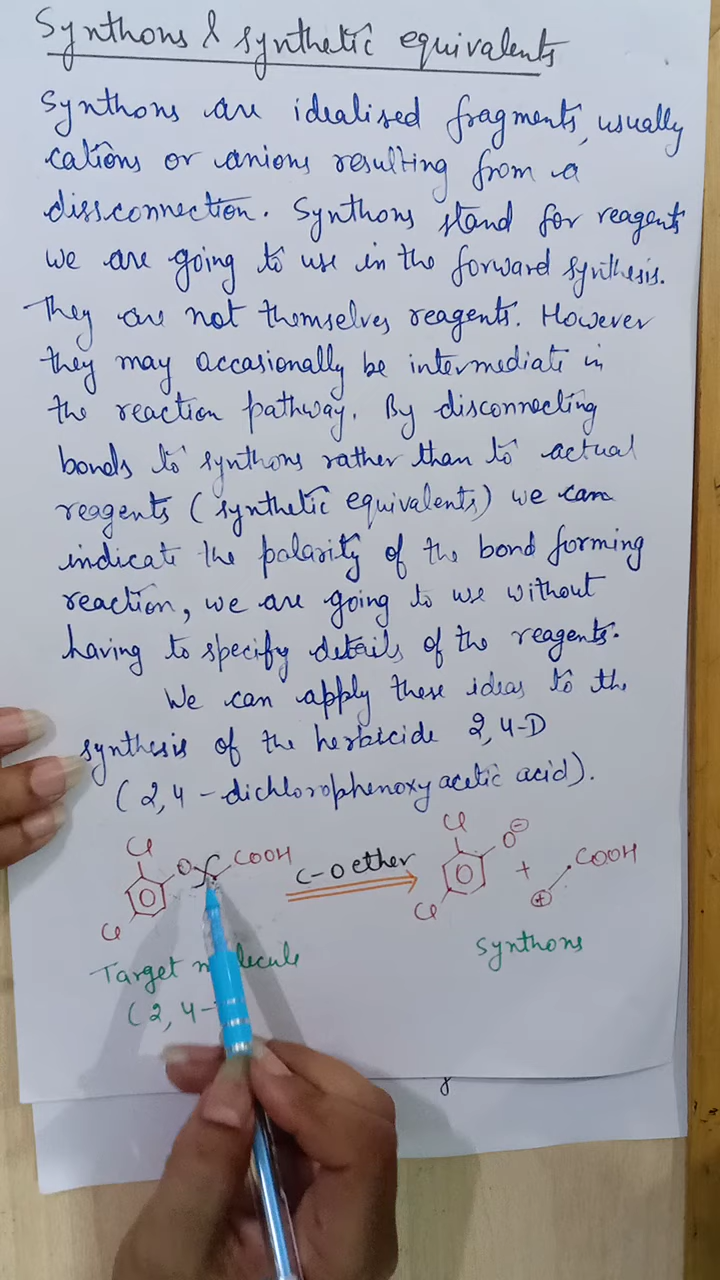 Synthons & synthetic equivalents
Synthons are idealised fragments, usually
cations or anions resulting from a
dissconnection. Synthons stand for reagents
we are going to use in the forward synthesis.
They are not themselves reagents. However
they may accasionally be intermediate in
the reaction pathway. By disconnecting
bonds to synthons rather than to actual
reagents (synthetic equivalents) we can
indicate the polarity of the bond forming
reaction, we are going to use without
having to specify details of the reagents.
We can apply these ideas to the
synthesis of the herbicide 2,4-D
(2,4-dichlorophenoxy acetic acid).
Cl O COOH Cl C-O ether Cl O⊖ + ⊕ COOH Cl
Target molecule Synthons
(2,4-